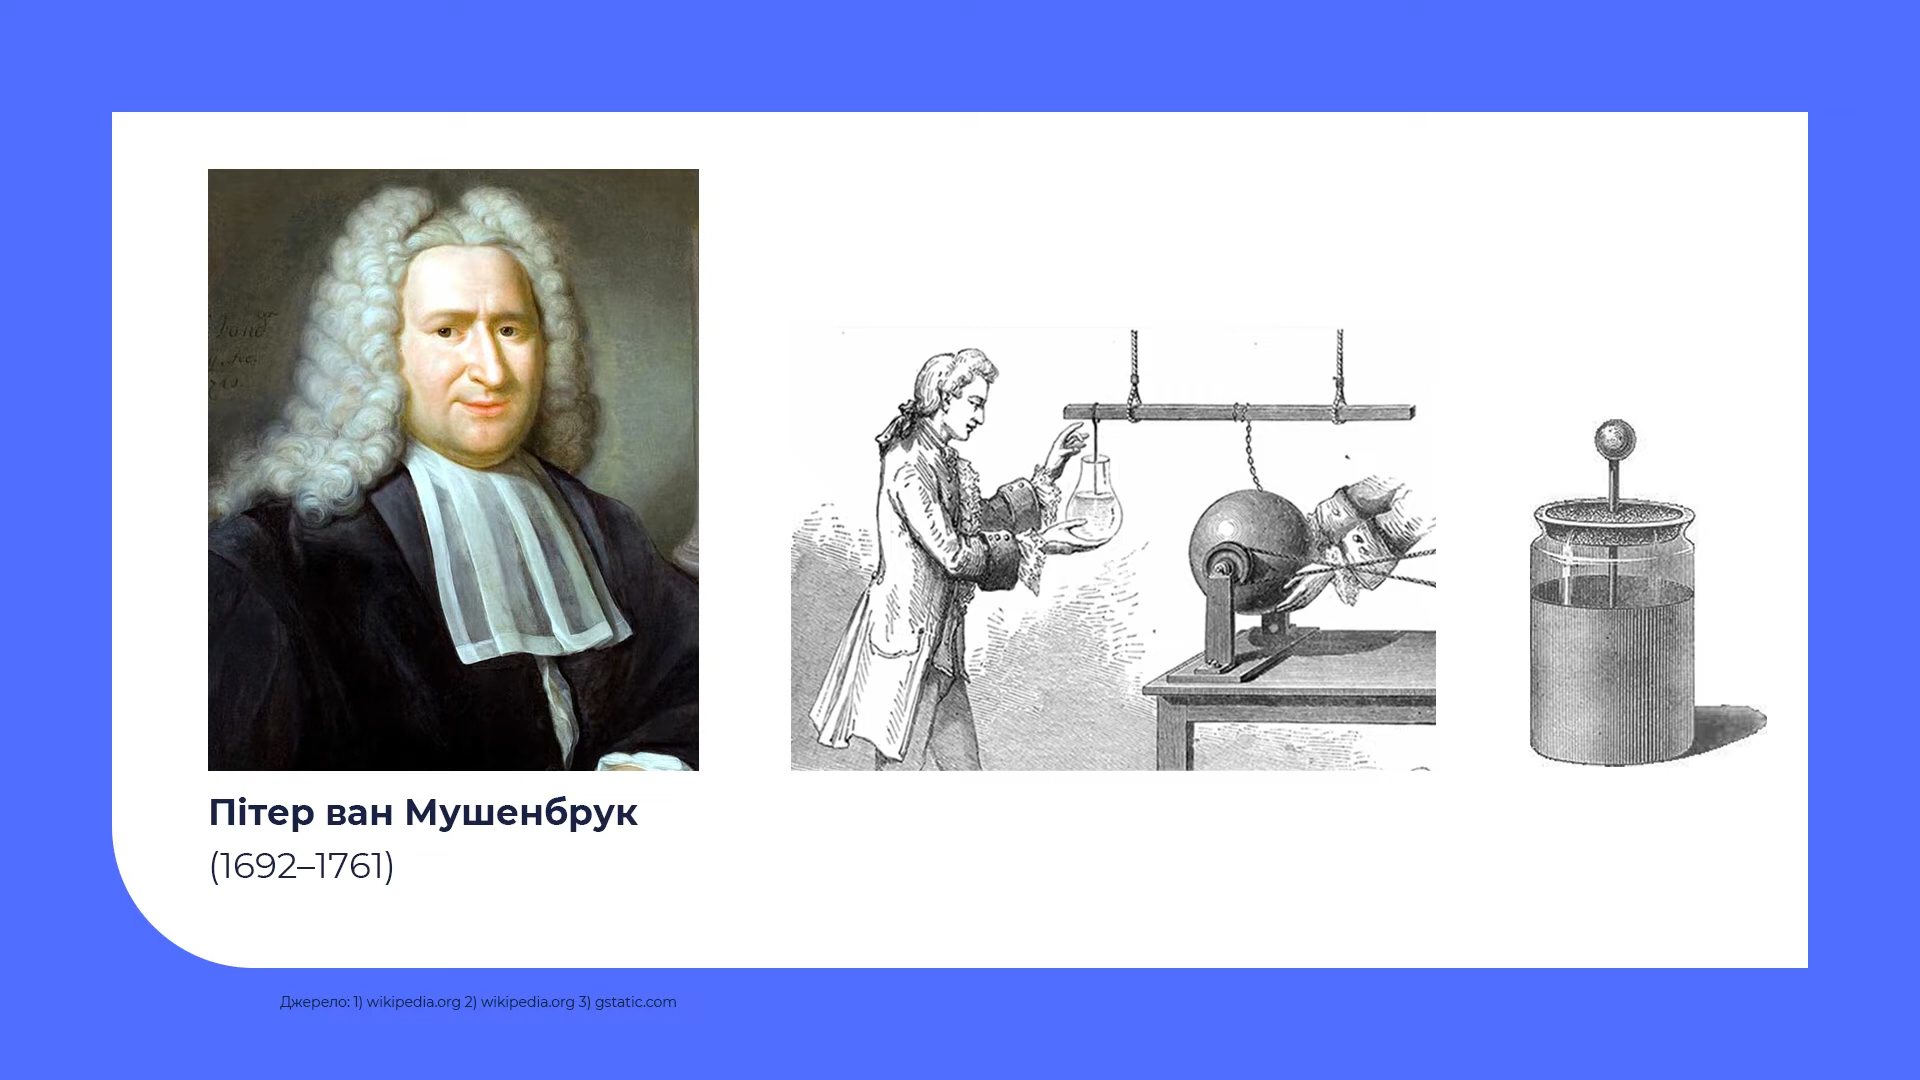 Пітер ван Мушенбрук
(1692–1761)
Джерело: 1) wikipedia.org 2) wikipedia.org 3) gstatic.com